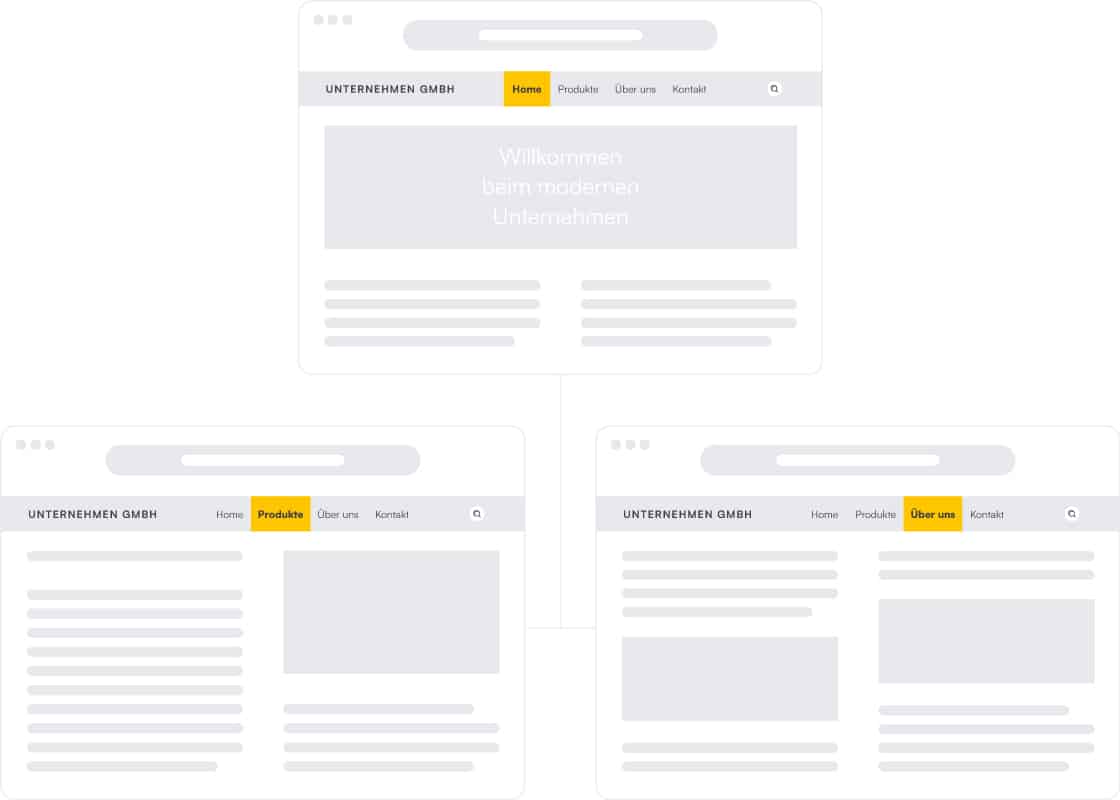 UNTERNEHMEN GMBH Home Produkte Über uns Kontakt
Willkommen
beim modernen
Unternahmen
UNTERNEHMEN GMBH Home Produkte Über uns Kontakt
UNTERNEHMEN GMBH Home Produkte Über uns Kontakt